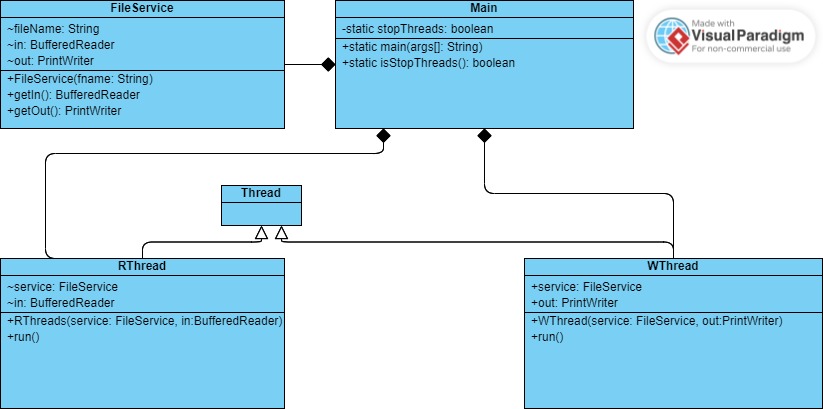 FileService
~fileName: String
~in: BufferedReader
~out: PrintWriter
+FileService(fname: String)
+getIn(): BufferedReader
+getOut(): PrintWriter
Main
-static stopThreads: boolean
+static main(args[]: String)
+static isStopThreads(): boolean
Made with
VisualParadigm
For non-commercial use
Thread
RThread
~service: FileService
~in: BufferedReader
+RThreads(service: FileService, in:BufferedReader)
+run()
WThread
+service: FileService
+out: PrintWriter
+WThread(service: FileService, out:PrintWriter)
+run()